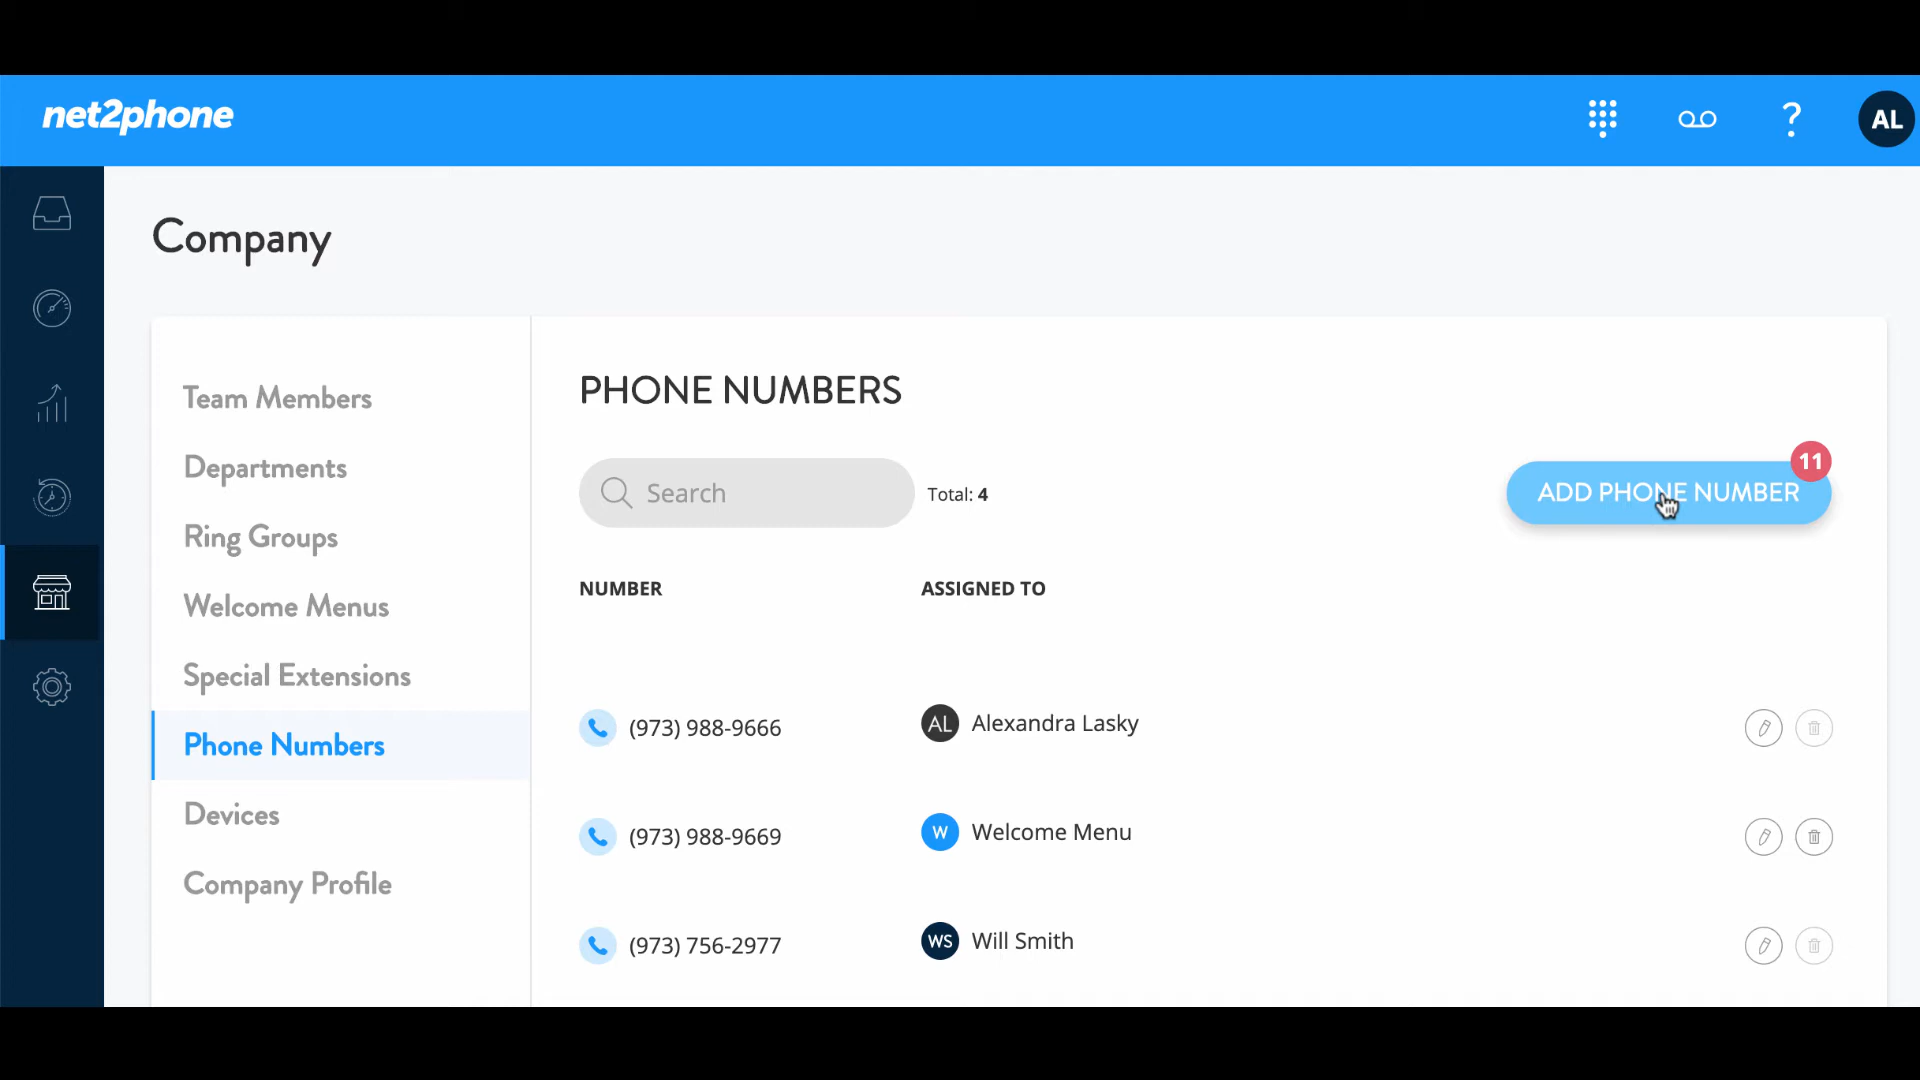 net2phone
?
AL
Company
Team Members
Departments
Ring Groups
Welcome Menus
Special Extensions
Phone Numbers
Devices
Company Profile
PHONE NUMBERS
Search
Total: 4
11
ADD PHONE NUMBER
NUMBER ASSIGNED TO
(973) 988-9666 AL Alexandra Lasky
(973) 988-9669 W Welcome Menu
(973) 756-2977 WS Will Smith